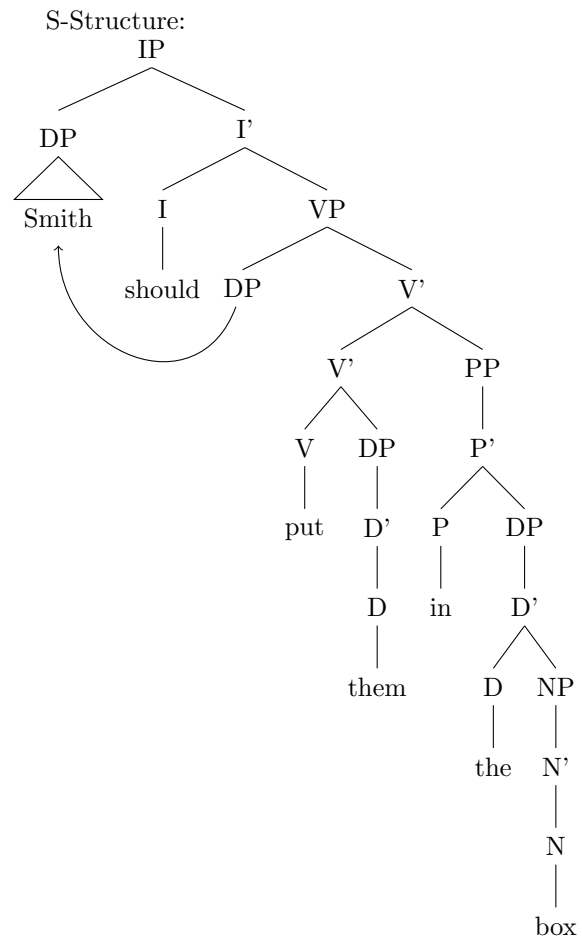 S-Structure:
IP
DP I'
Smith I VP
should DP V'
V' PP
V DP P'
put D' P DP
D in D'
them D NP
the N'
N
box